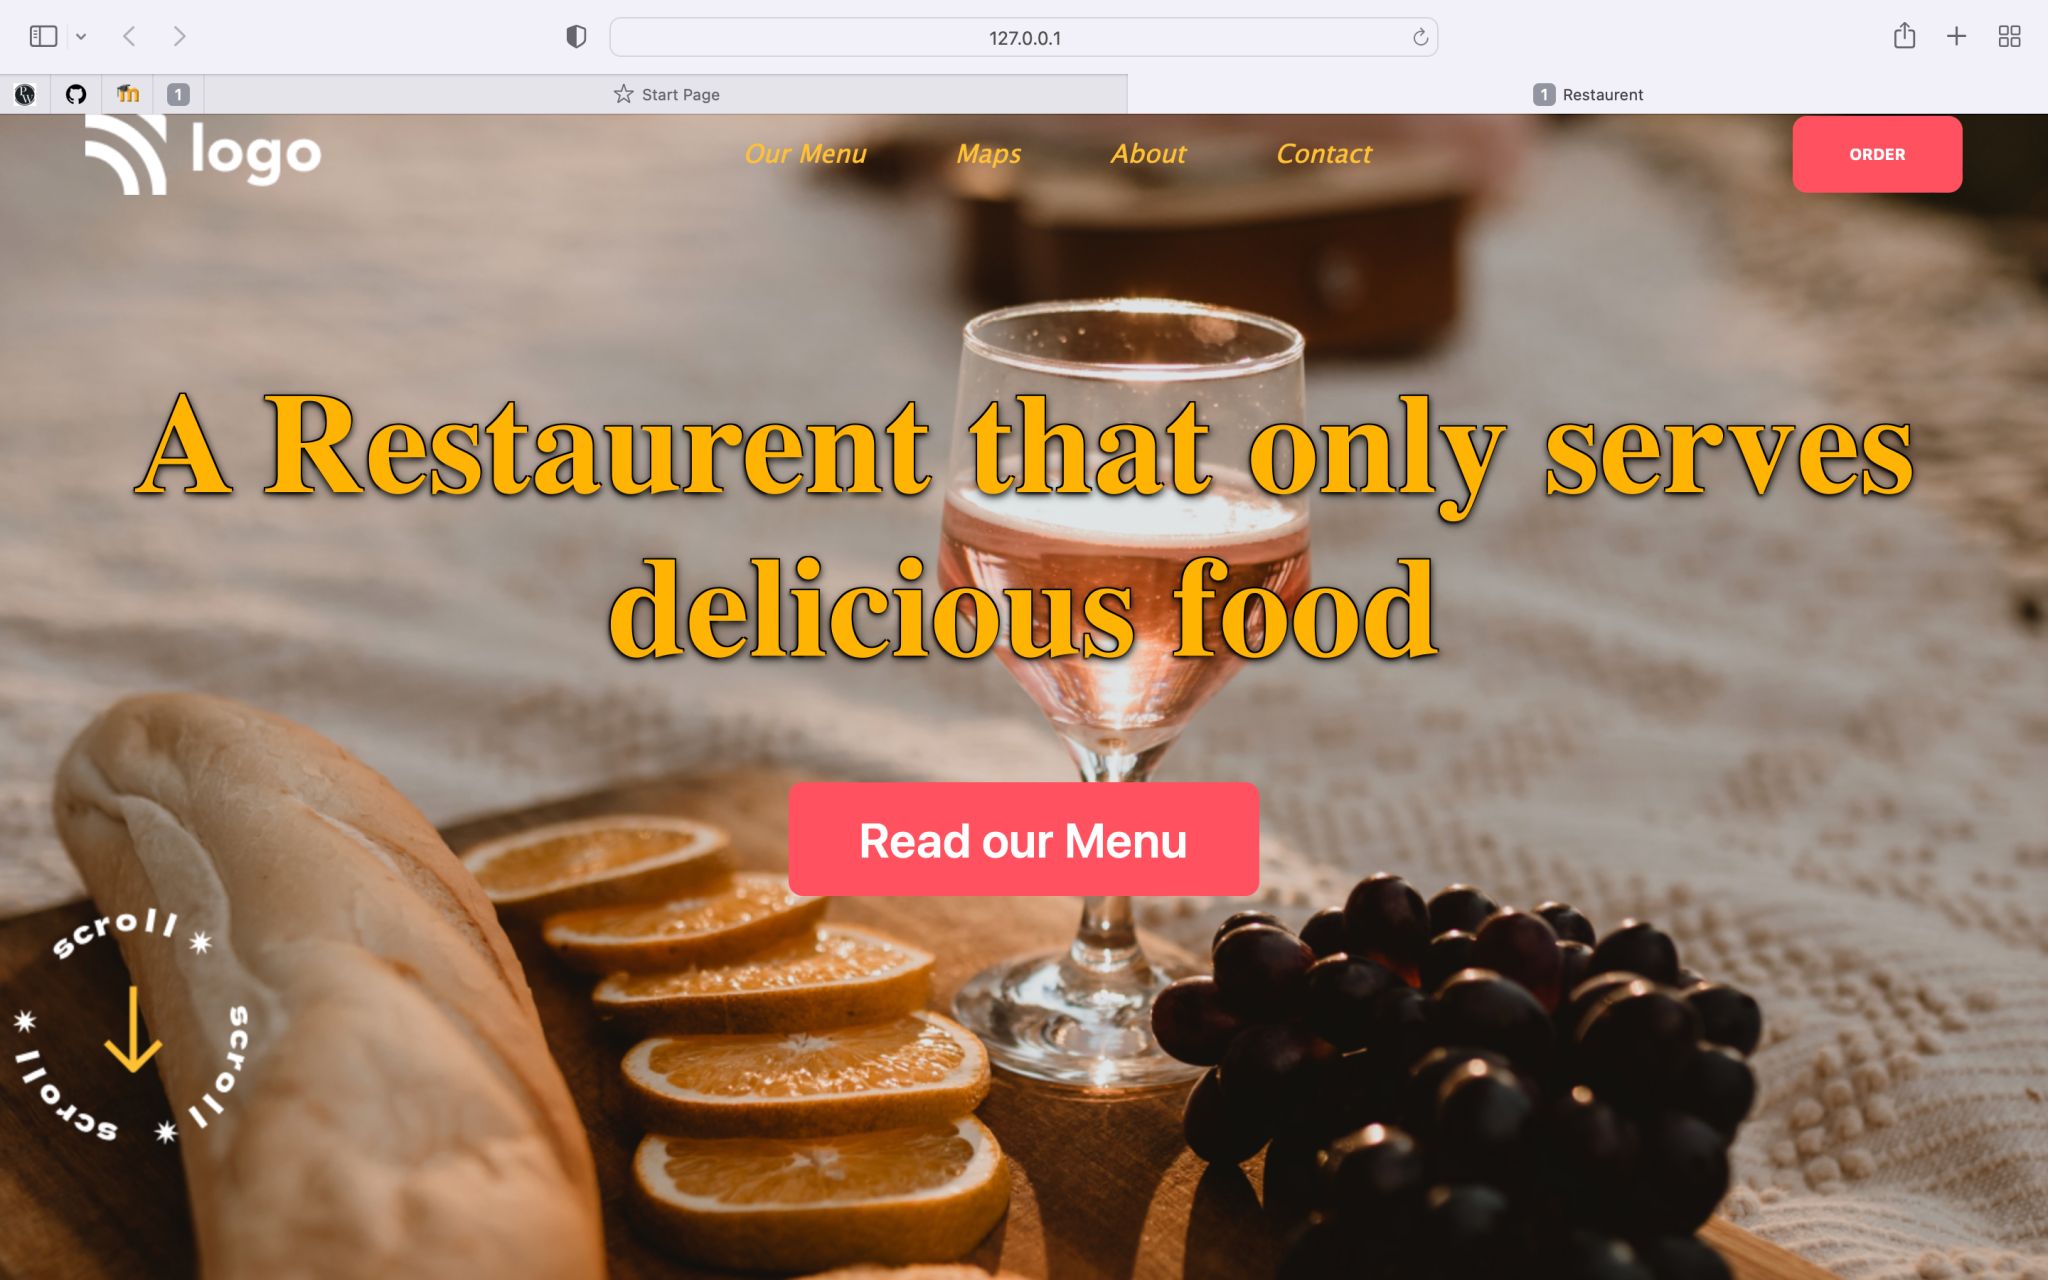 127.0.0.1
1
Start Page
1 Restaurent
logo
Our Menu
Maps
About
Contact
ORDER
A Restaurent that only serves
delicious food
Read our Menu
scroll
scroll
scroll